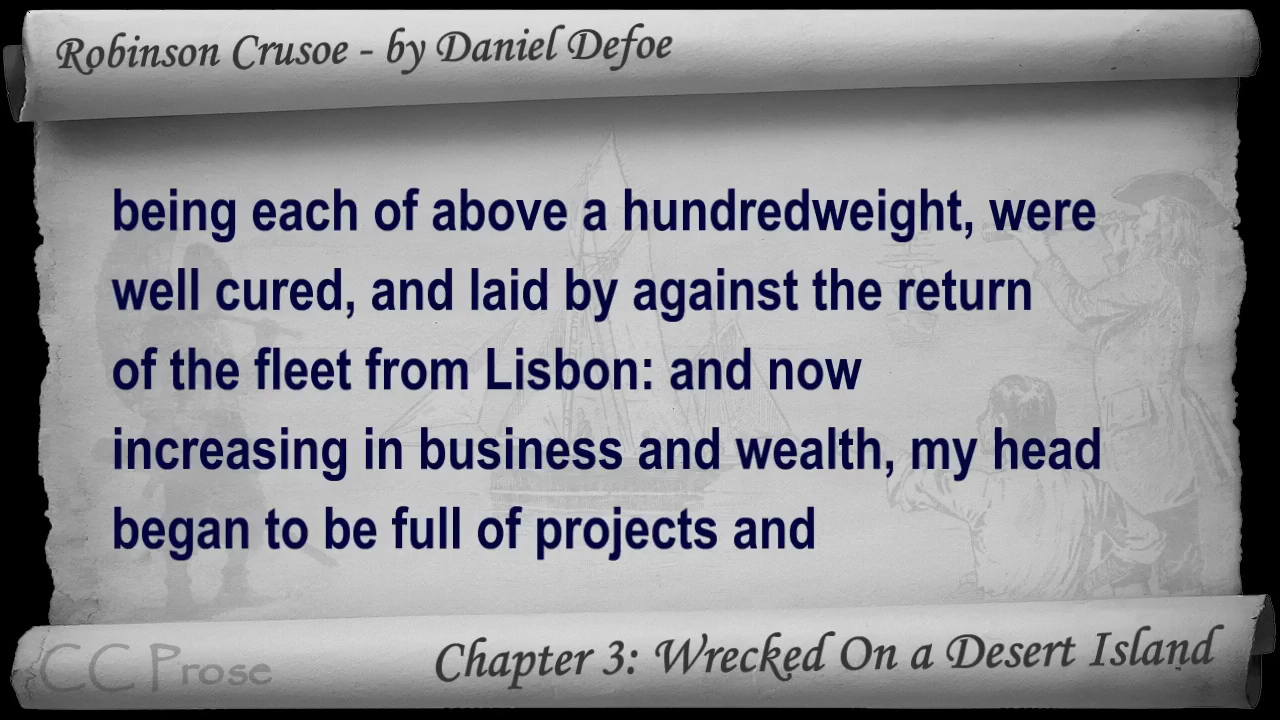 Robinson Crusoe - by Daniel Defoe
being each of above a hundredweight, were
well cured, and laid by against the return
of the fleet from Lisbon: and now
increasing in business and wealth, my head
began to be full of projects and
CC Prose
Chapter 3: Wrecked On a Desert Island